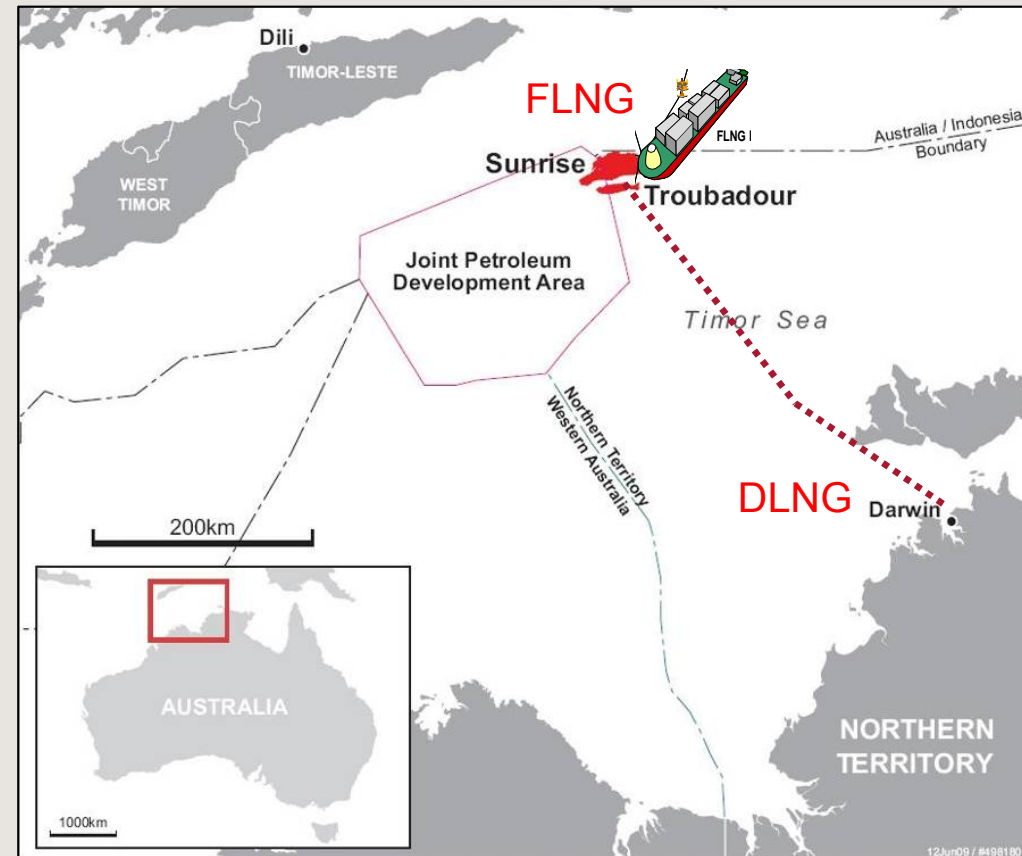 Dili
TIMOR-LESTE
FLNG
FLNG
Australia / Indonesia
Boundary
Sunrise
WEST
TIMOR
Troubadour
Joint Petroleum
Development Area
Timor Sea
Northern Territory
Western Australia
DLNG
Darwin
200km
AUSTRALIA
NORTHERN
TERRITORY
1000km
12Jun09 / #498180